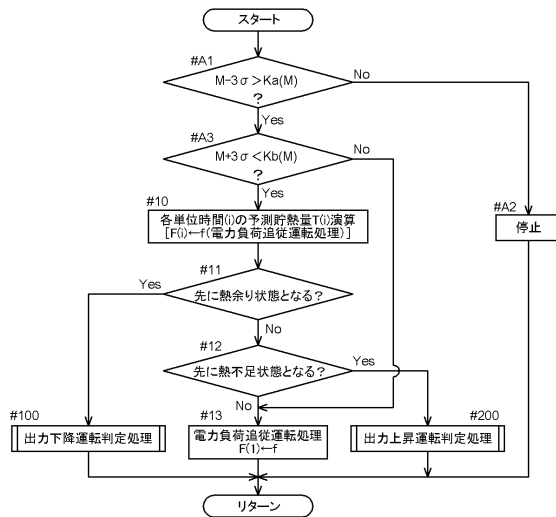 スタート
#A1
M-3σ>Ka(M)
?
No
Yes
#A3
M+3σ<Kb(M)
?
No
Yes
#10
各単位時間(i)の予測貯熱量T(i)演算
[F(i)←f(電力負荷追従運転処理)]
#A2
停止
#11
先に熱余り状態となる?
Yes
No
#12
先に熱不足状態となる?
Yes
No
#100
出力下降運転判定処理
#13
電力負荷追従運転処理
F(1)←f
#200
出力上昇運転判定処理
リターン